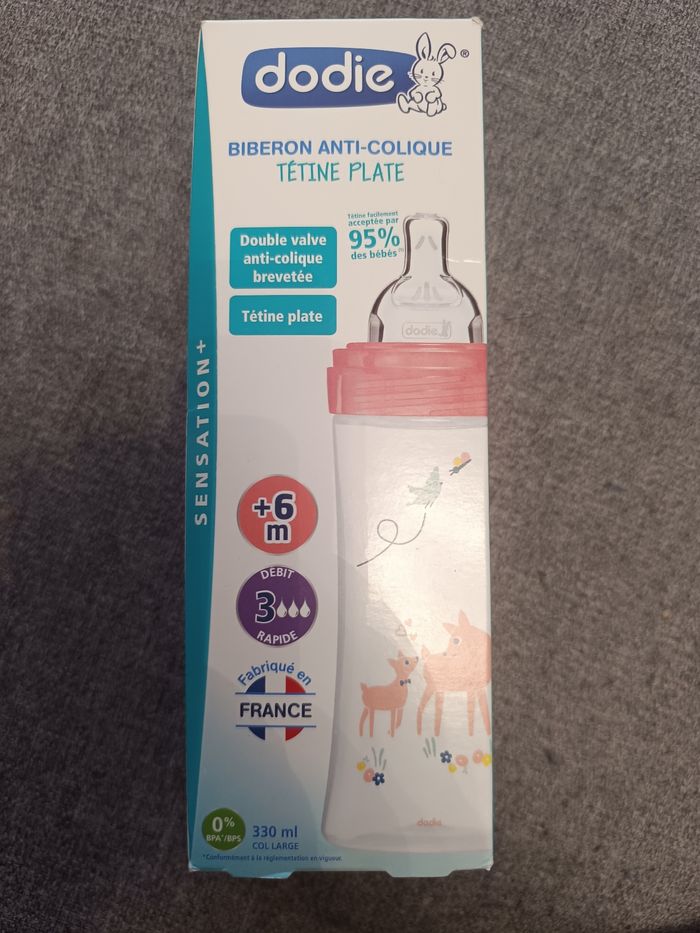 dodie®
BIBERON ANTI-COLIQUE
TÉTINE PLATE
Double valve
anti-colique
brevetée
Tétine plate
Tétine facilement
acceptée par
95%
des bébés(1)
dodie
SENSATION+
+6
m
DÉBIT
3
RAPIDE
Fabriqué en
FRANCE
dodie
0%
BPA*/BPS
330 ml
COL LARGE
*Conformément à la réglementation en vigueur.